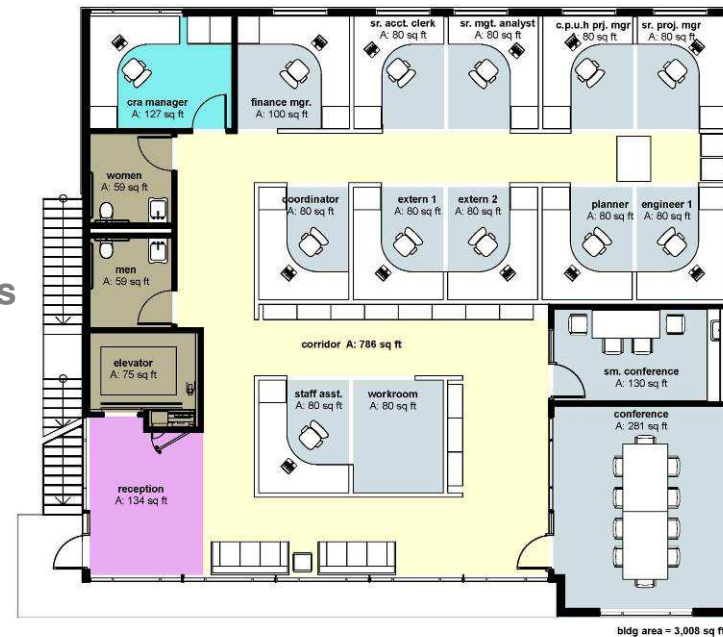 sr. acct. clerk
A: 80 sq ft
sr. mgt. analyst
A: 80 sq ft
c.p.u.h prj. mgr
A: 80 sq ft
sr. proj. mgr
A: 80 sq ft
cra manager
A: 127 sq ft
finance mgr.
A: 100 sq ft
women
A: 59 sq ft
coordinator
A: 80 sq ft
extern 1
A: 80 sq ft
extern 2
A: 80 sq ft
planner
A: 80 sq ft
engineer 1
A: 80 sq ft
men
A: 59 sq ft
s
corridor A: 786 sq ft
elevator
A: 75 sq ft
sm. conference
A: 130 sq ft
staff asst.
A: 80 sq ft
workroom
A: 80 sq ft
conference
A: 281 sq ft
reception
A: 134 sq ft
bldg area = 3,008 sq ft